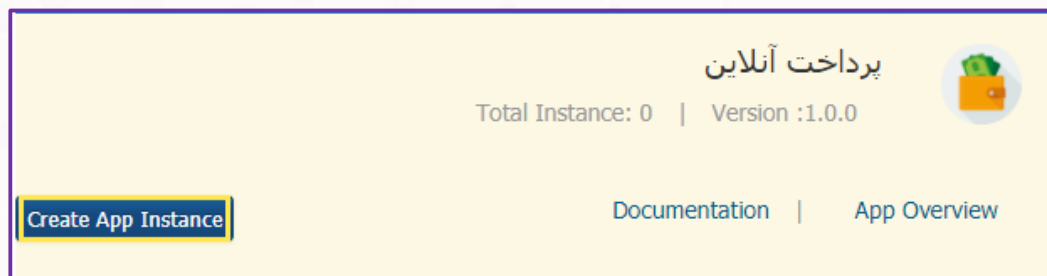 پرداخت آنلاین
Total Instance: 0 | Version :1.0.0
Create App Instance
Documentation | App Overview